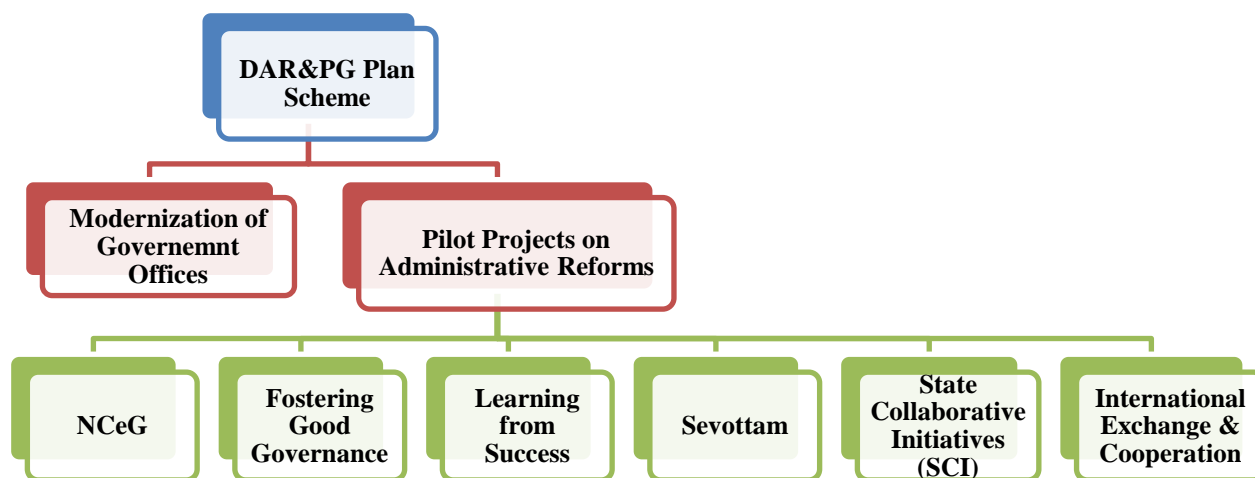 DAR&PG Plan
Scheme
Modernization of
Governemnt
Offices
Pilot Projects on
Administrative Reforms
NCeG
Fostering
Good
Governance
Learning
from
Success
Sevottam
State
Collaborative
Initiatives
(SCI)
International
Exchange &
Cooperation